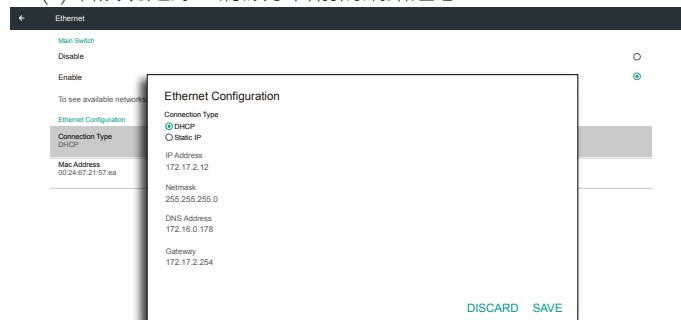 Ethernet
Main Switch
Disable
Enable
To see available networks
Ethernet Configuration
Connection Type
DHCP
Mac Address
00:24:67:21:57:ea
Ethernet Configuration
Connection Type
DHCP
Static IP
IP Address
172.17.2.12
Netmask
255.255.255.0
DNS Address
172.16.0.178
Gateway
172.17.2.254
DISCARD SAVE